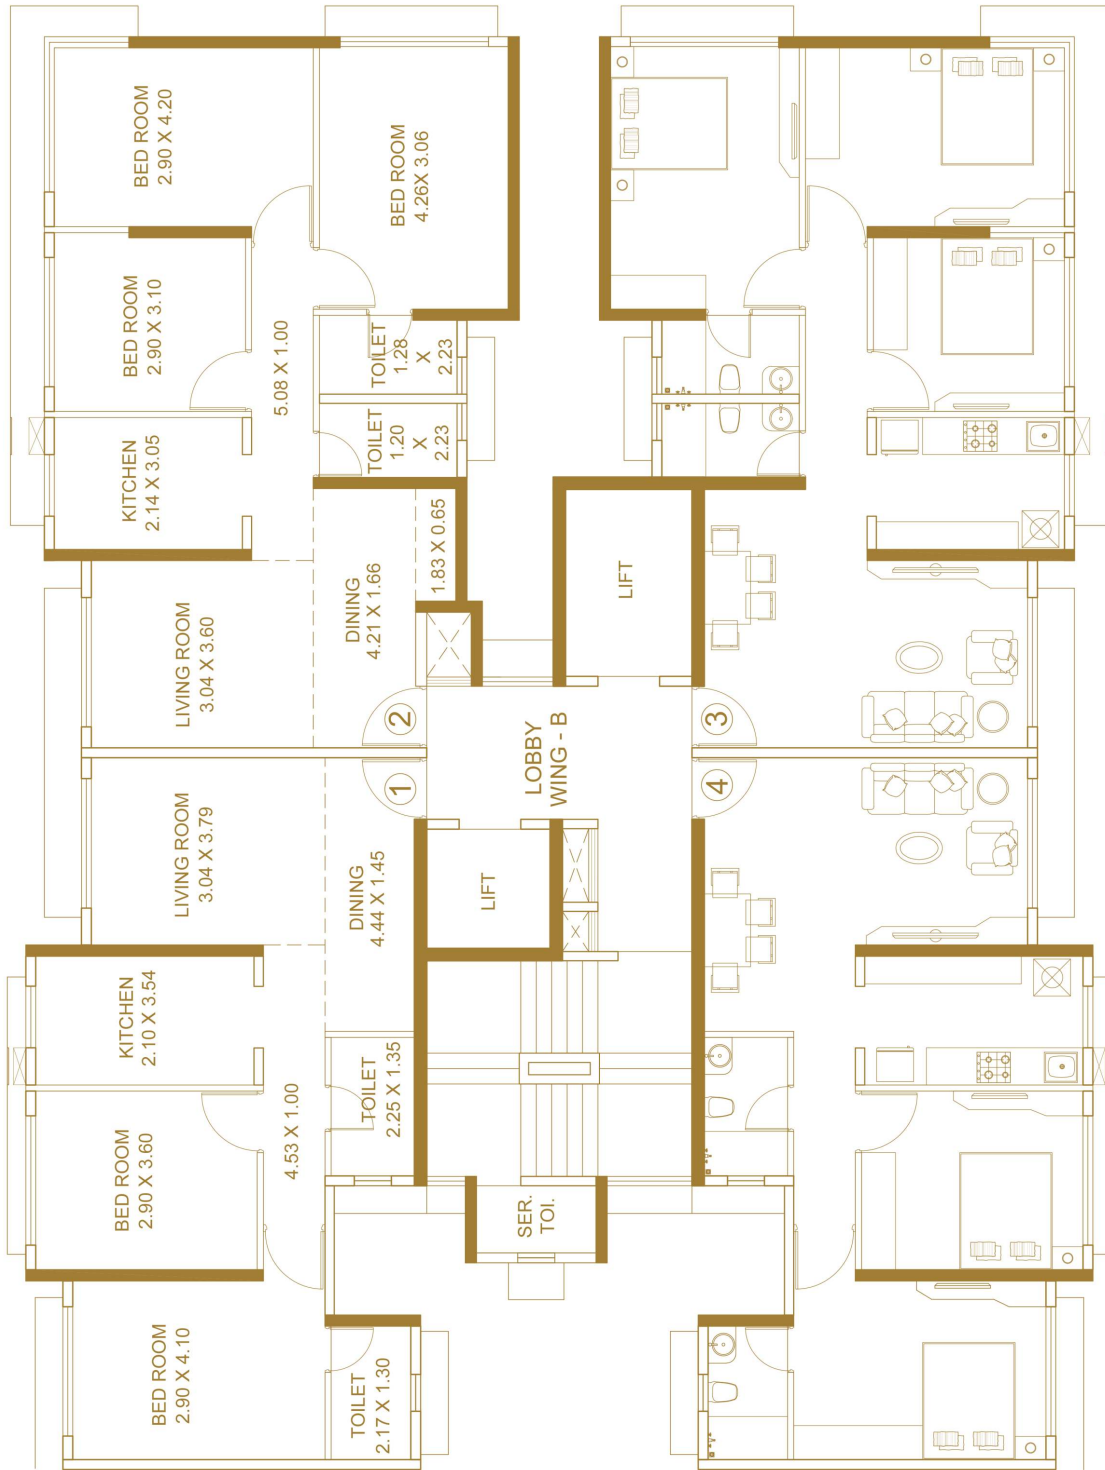 BED ROOM
2.90 X 4.20
BED ROOM
4.26X 3.06
BED ROOM
2.90 X 3.10
5.08 X 1.00
TOILET
1.28
X
2.23
TOILET
1.20
X
2.23
KITCHEN
2.14 X 3.05
LIVING ROOM
3.04 X 3.60
DINING
4.21 X 1.66
1.83 X 0.65
LIFT
2
3
LOBBY
WING - B
1
4
LIVING ROOM
3.04 X 3.79
DINING
4.44 X 1.45
LIFT
KITCHEN
2.10 X 3.54
TOILET
2.25 X 1.35
BED ROOM
2.90 X 3.60
4.53 X 1.00
SER.
TOI.
BED ROOM
2.90 X 4.10
TOILET
2.17 X 1.30